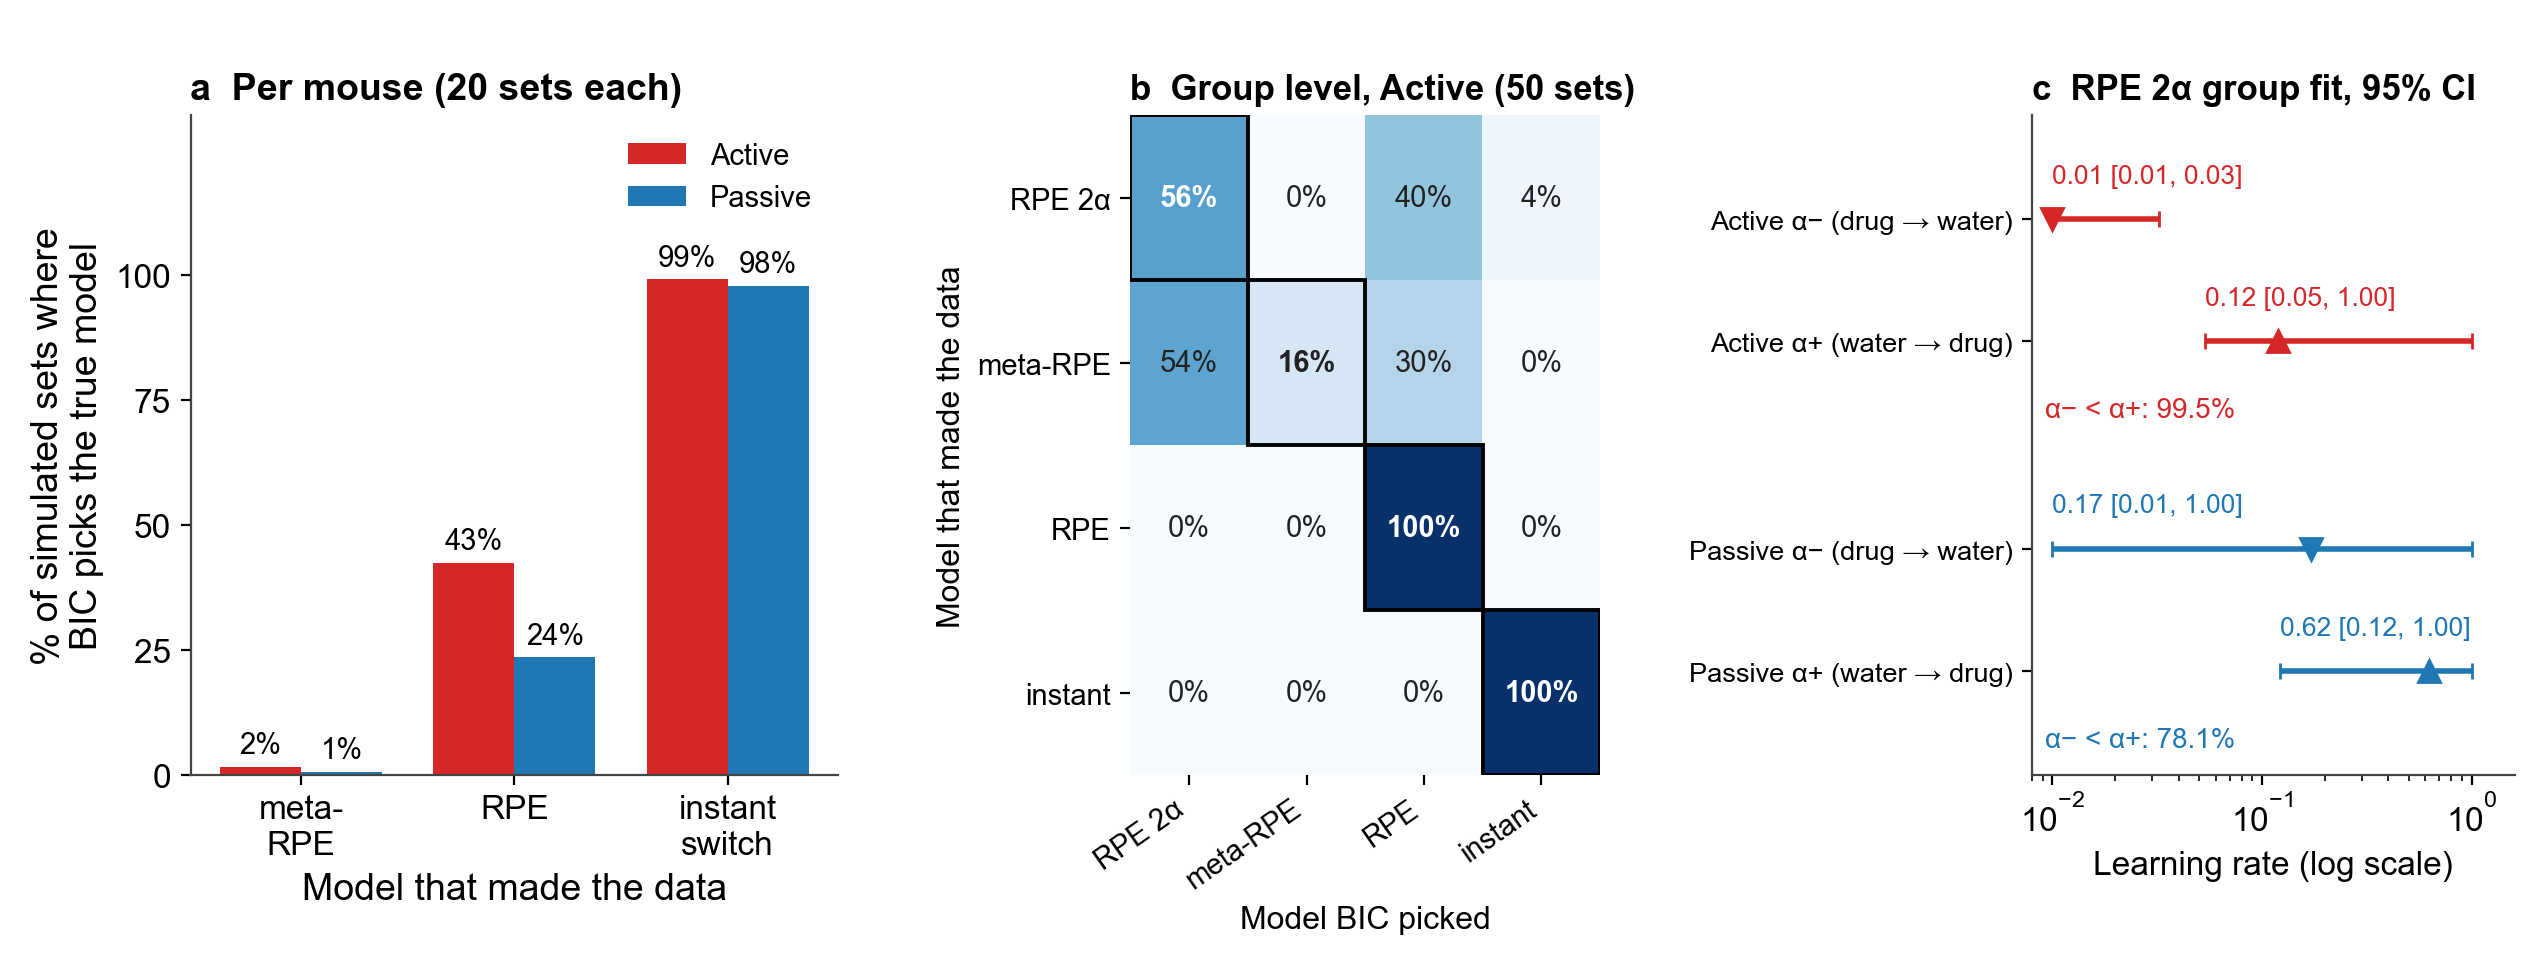 a Per mouse (20 sets each)
% of simulated sets where
BIC picks the true model
100
75
50
25
0
Active
Passive
2%
1%
43%
24%
99%
98%
meta-
RPE
RPE
instant
switch
Model that made the data
b Group level, Active (50 sets)
Model that made the data
RPE 2α
56%
0%
40%
4%
meta-RPE
54%
16%
30%
0%
RPE
0%
0%
100%
0%
instant
0%
0%
0%
100%
RPE 2α
meta-RPE
RPE
instant
Model BIC picked
c RPE 2α group fit, 95% CI
0.01 [0.01, 0.03]
Active α− (drug → water)
0.12 [0.05, 1.00]
Active α+ (water → drug)
α− < α+: 99.5%
0.17 [0.01, 1.00]
Passive α− (drug → water)
0.62 [0.12, 1.00]
Passive α+ (water → drug)
α− < α+: 78.1%
10⁻²
10⁻¹
10⁰
Learning rate (log scale)